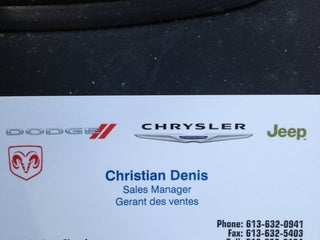 DODGE CHRYSLER Jeep
Christian Denis
Sales Manager
Gerant des ventes
Phone: 613-632-0941
Fax: 613-632-5403